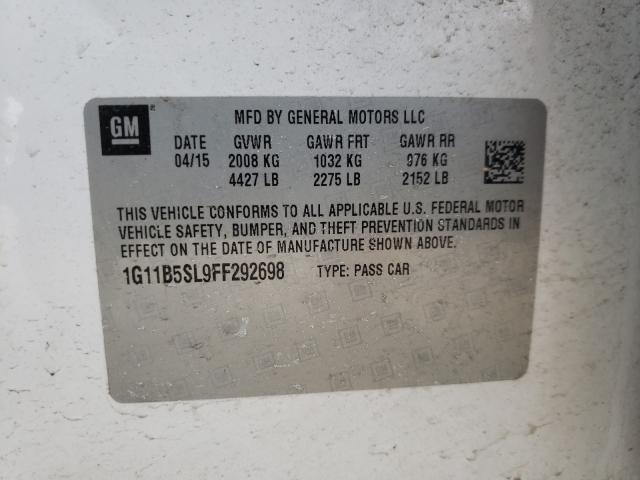 GM
MFD BY GENERAL MOTORS LLC
DATE GVWR GAWR FRT GAWR RR
04/15 2008 KG 1032 KG 976 KG
4427 LB 2275 LB 2152 LB
THIS VEHICLE CONFORMS TO ALL APPLICABLE U.S. FEDERAL MOTOR
VEHICLE SAFETY, BUMPER, AND THEFT PREVENTION STANDARDS IN
EFFECT ON THE DATE OF MANUFACTURE SHOWN ABOVE.
1G11B5SL9FF292698 TYPE: PASS CAR